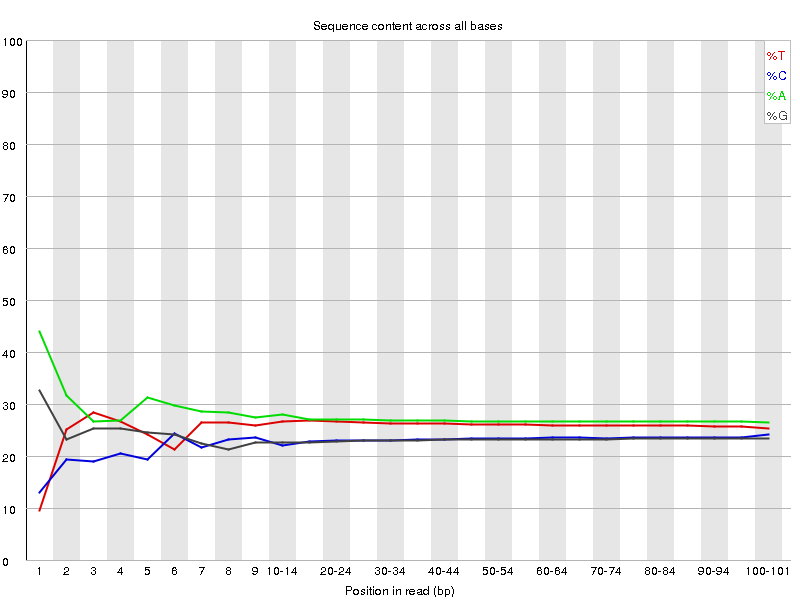 Sequence content across all bases
100
90
80
70
60
50
40
30
20
10
0
%T
%C
%A
%G
1 2 3 4 5 6 7 8 9 10-14 20-24 30-34 40-44 50-54 60-64 70-74 80-84 90-94 100-101
Position in read (bp)